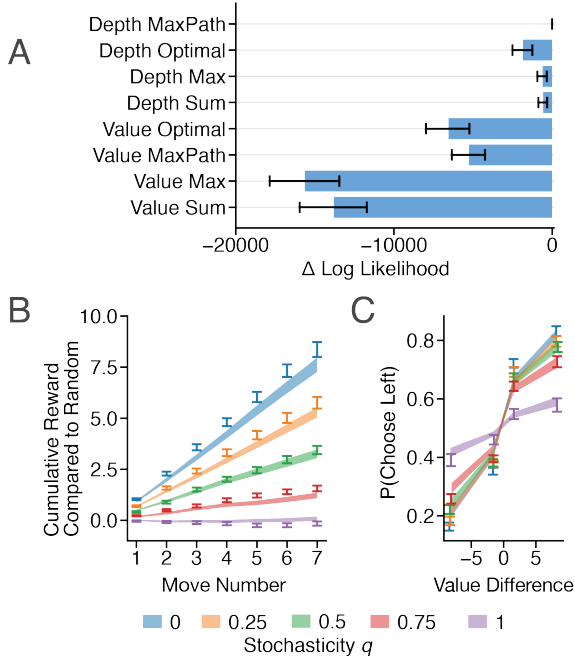 A
Depth MaxPath
Depth Optimal
Depth Max
Depth Sum
Value Optimal
Value MaxPath
Value Max
Value Sum
−20000 −10000 0
Δ Log Likelihood
B
Cumulative Reward
Compared to Random
10.0
7.5
5.0
2.5
0.0
1 2 3 4 5 6 7
Move Number
C
P(Choose Left)
0.8
0.6
0.4
0.2
−5 0 5
Value Difference
0 0.25 0.5 0.75 1
Stochasticity q